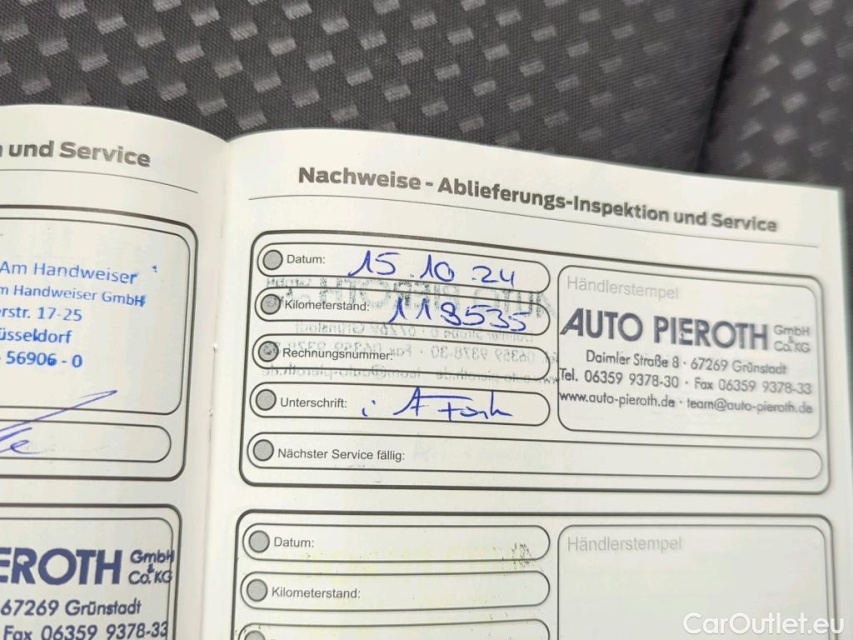 und Service
Am Handweiser
m Handweiser GmbH
erstr. 17-25
üsseldorf
56906 - 0
EROTH GmbH
& Co.KG
67269 Grünstadt
Fax 06359 9378-33
Nachweise - Ablieferungs-Inspektion und Service
Datum: 15.10.24
Kilometerstand: 118535
Rechnungsnummer:
Unterschrift: i. A
Nächster Service fällig:
Händlerstempel
AUTO PIEROTH GmbH
& Co.KG
Daimler Straße 8 · 67269 Grünstadt
Tel. 06359 9378-30 · Fax 06359 9378-33
www.auto-pieroth.de · team@auto-pieroth.de
Datum:
Kilometerstand:
Händlerstempel
CarOutlet.eu